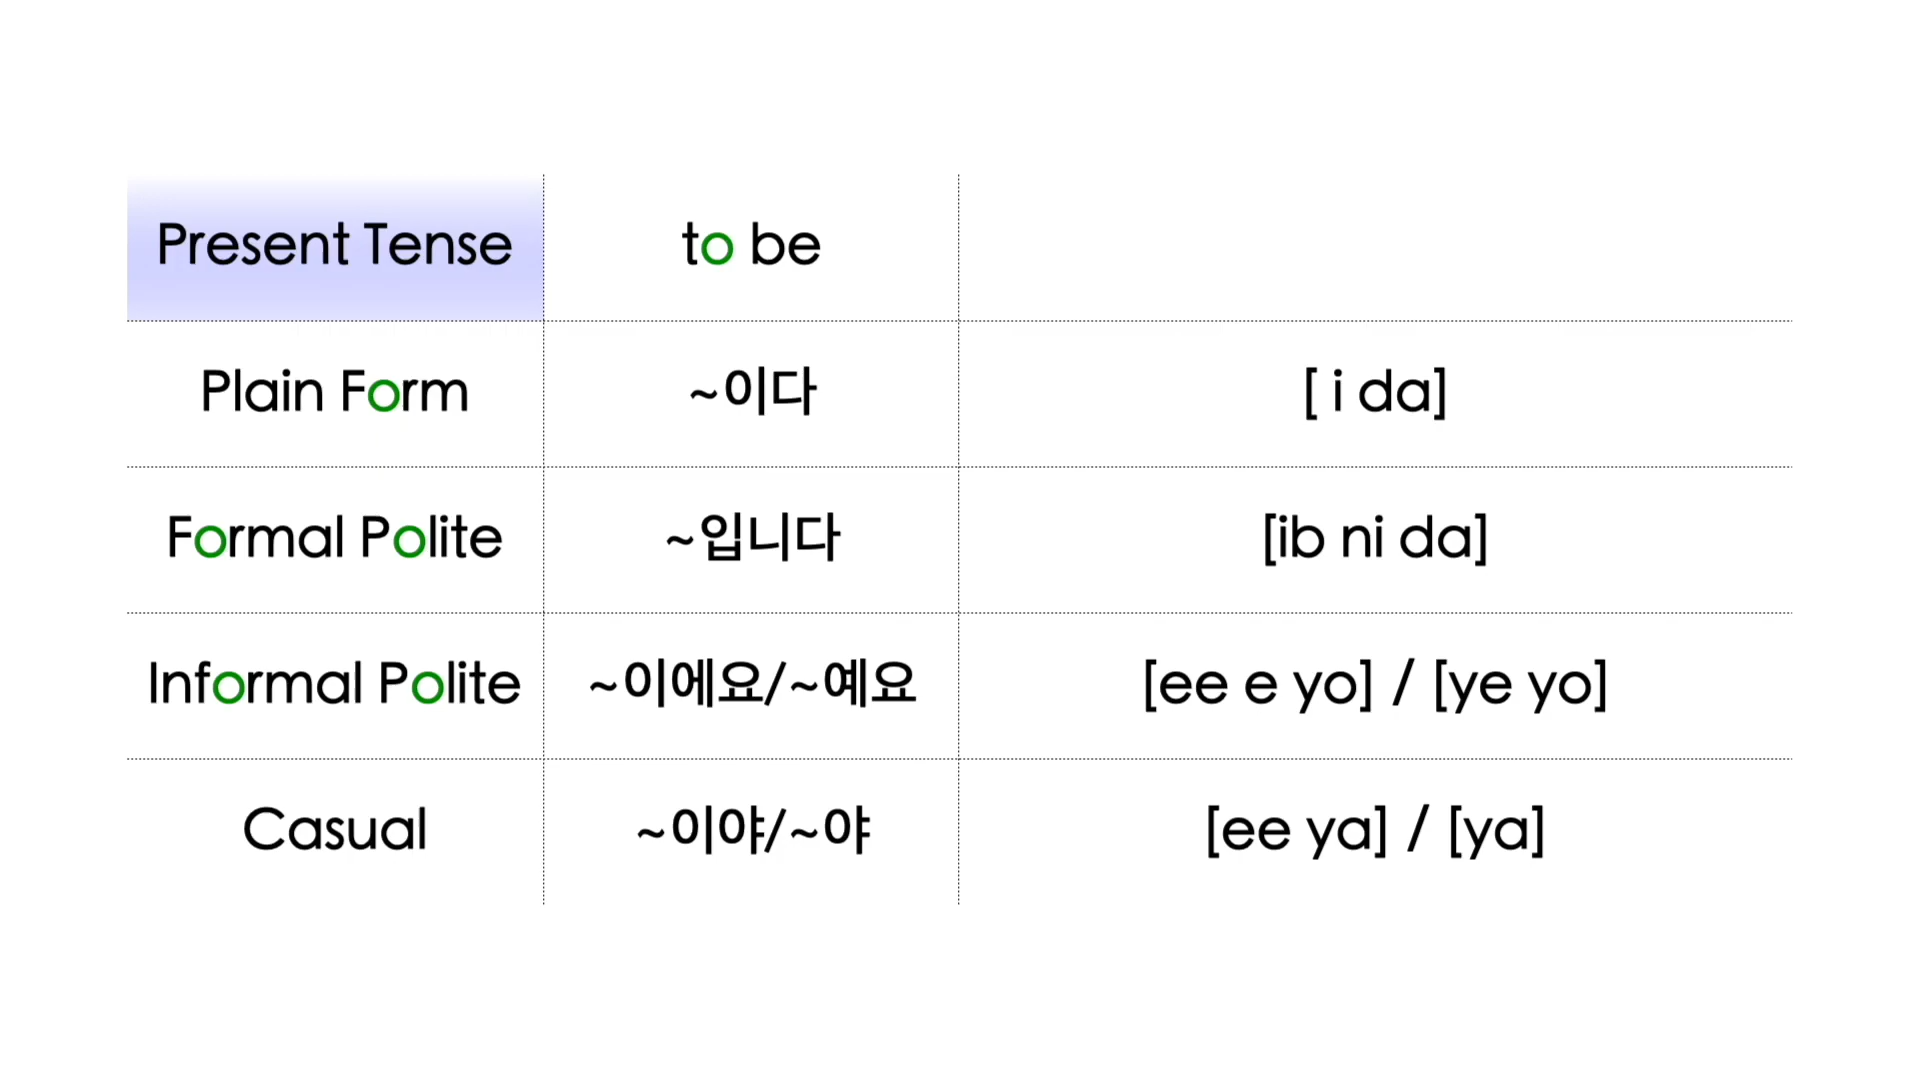 Present Tense to be
Plain Form ~이다 [ i da]
Formal Polite ~입니다 [ib ni da]
Informal Polite ~이에요/~예요 [ee e yo] / [ye yo]
Casual ~이야/~야 [ee ya] / [ya]